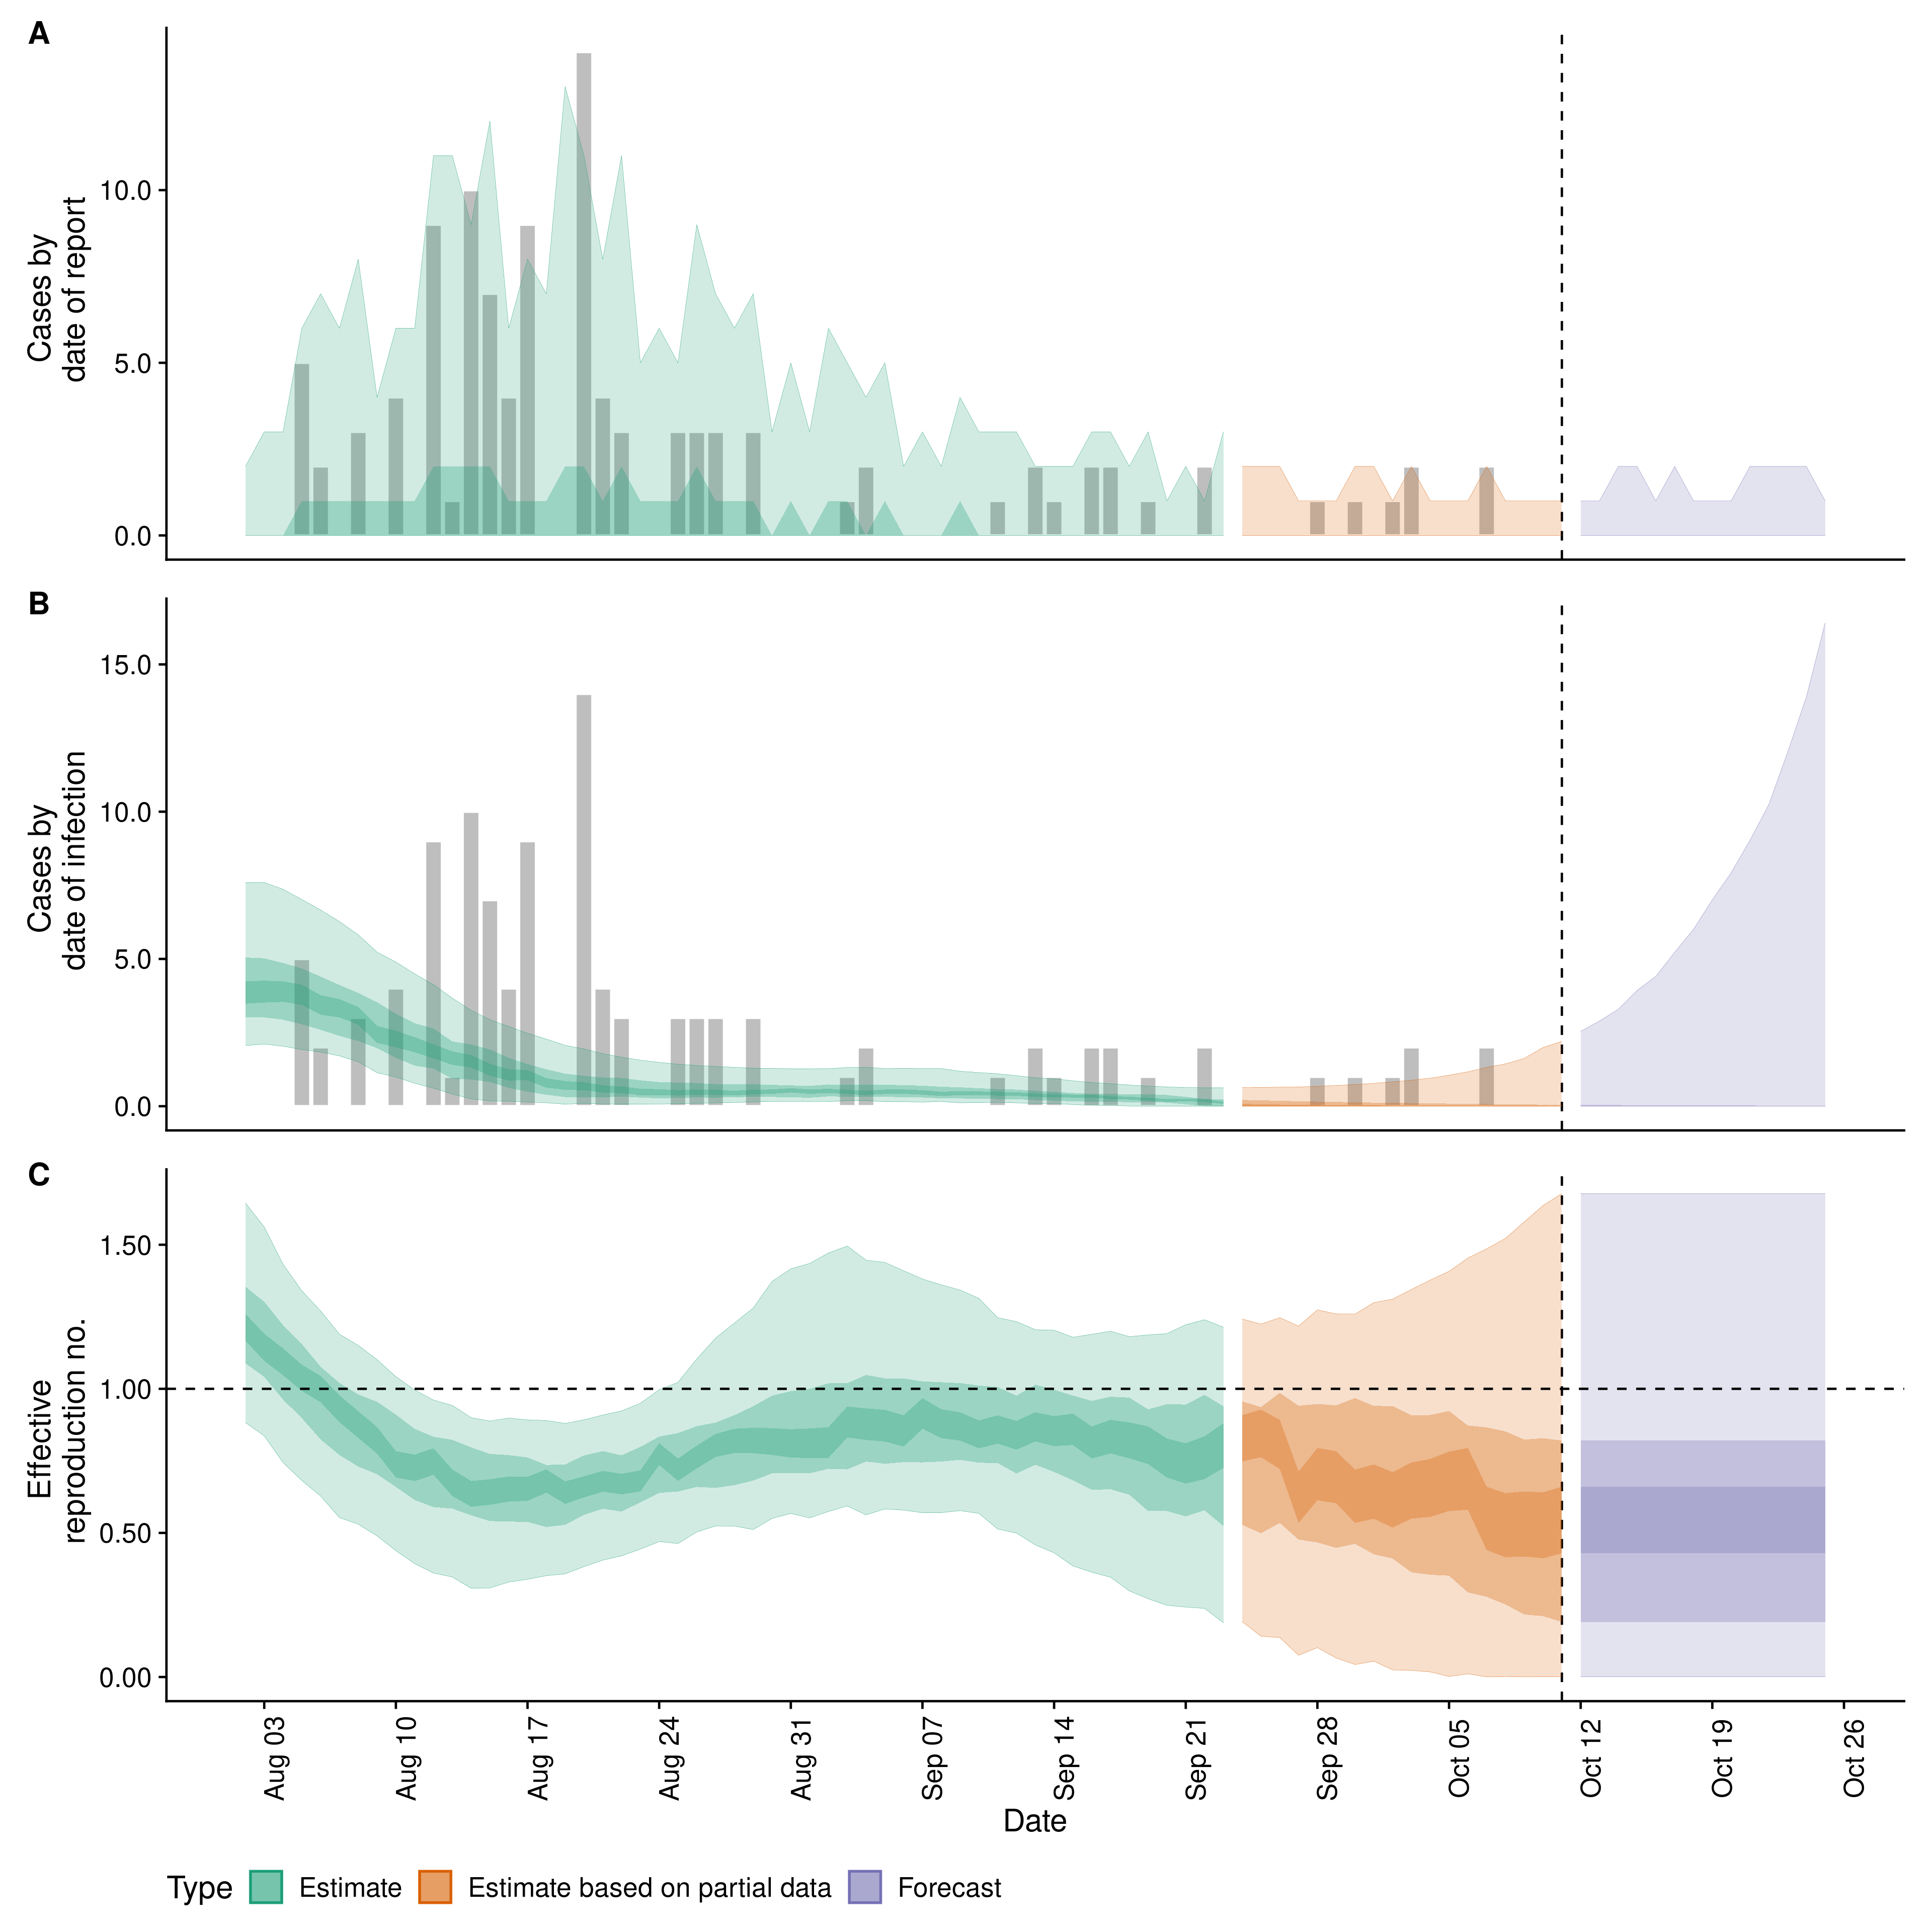 A
Cases by
date of report
10.0
5.0
0.0
B
Cases by
date of infection
15.0
10.0
5.0
0.0
C
Effective
reproduction no.
1.50
1.00
0.50
0.00
Aug 03
Aug 10
Aug 17
Aug 24
Aug 31
Sep 07
Sep 14
Sep 21
Sep 28
Oct 05
Oct 12
Oct 19
Oct 26
Date
Type
Estimate
Estimate based on partial data
Forecast